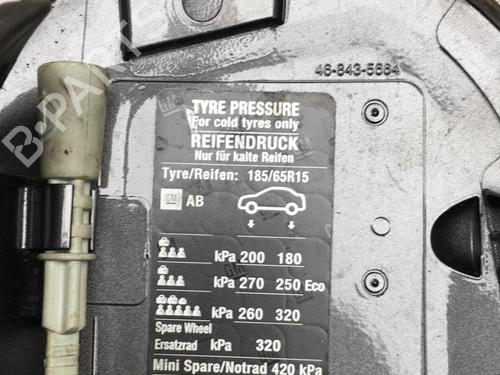 B-PARTS
46-843-5664
TYRE PRESSURE
For cold tyres only
REIFENDRUCK
Nur für kalte Reifen
Tyre/Reifen: 185/65R15
GM AB
kPa 200 180
kPa 270 250 Eco
kPa 260 320
Spare Wheel
Ersatzrad kPa 320
Mini Spare/Notrad 420 kPa